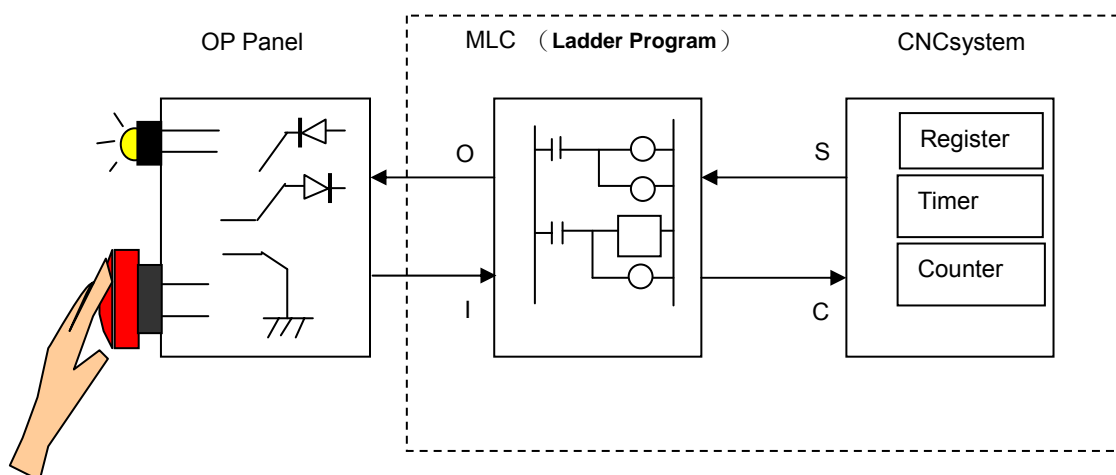 OP Panel
MLC （Ladder Program）
CNCsystem
O
I
S
C
Register
Timer
Counter